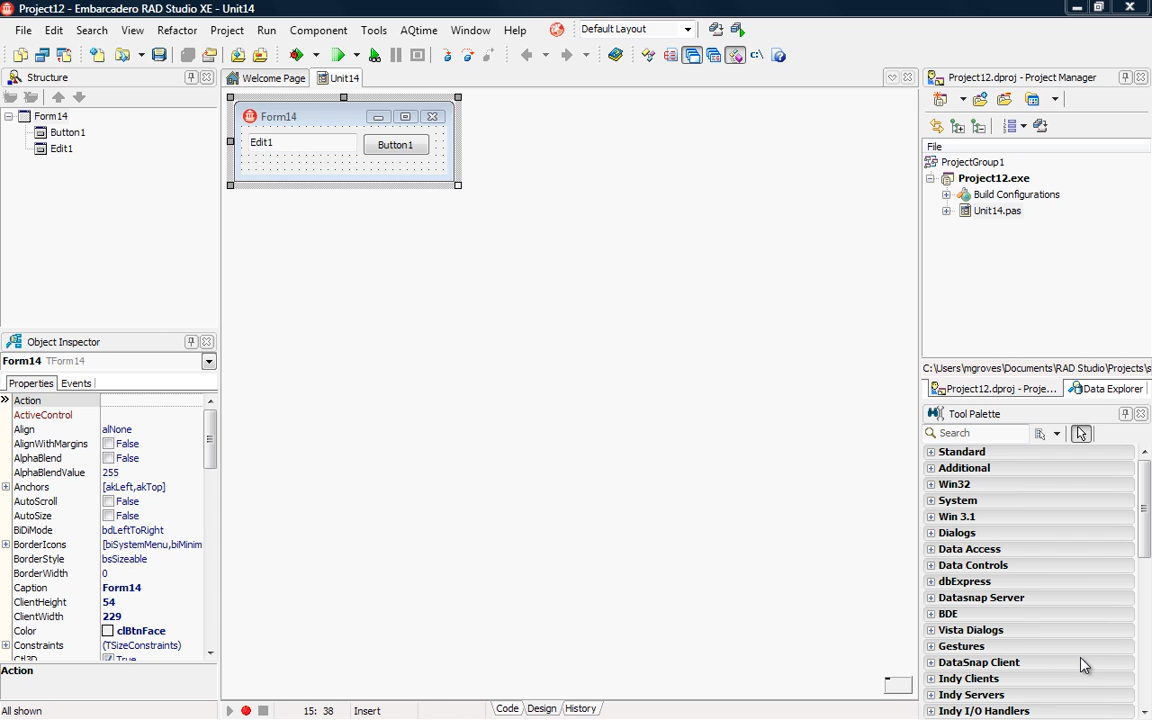 Project12 - Embarcadero RAD Studio XE - Unit14
File Edit Search View Refactor Project Run Component Tools AQtime Window Help Default Layout
Structure
Welcome Page Unit14
Project12.dproj - Project Manager
Form14
Button1
Edit1
Form14
Edit1 Button1
File
ProjectGroup1
Project12.exe
Build Configurations
Unit14.pas
Object Inspector
Form14 TForm14
Properties Events
Action
ActiveControl
Align alNone
AlignWithMargins False
AlphaBlend False
AlphaBlendValue 255
Anchors [akLeft,akTop]
AutoScroll False
AutoSize False
BiDiMode bdLeftToRight
BorderIcons [biSystemMenu,biMinim
BorderStyle bsSizeable
BorderWidth 0
Caption Form14
ClientHeight 54
ClientWidth 229
Color clBtnFace
Constraints (TSizeConstraints)
Ctl3D True
Action
All shown
C:\Users\mgroves\Documents\RAD Studio\Projects\s
Project12.dproj - Proje... Data Explorer
Tool Palette
Search
Standard
Additional
Win32
System
Win 3.1
Dialogs
Data Access
Data Controls
dbExpress
Datasnap Server
BDE
Vista Dialogs
Gestures
DataSnap Client
Indy Clients
Indy Servers
Indy I/O Handlers
15: 38 Insert Code Design History